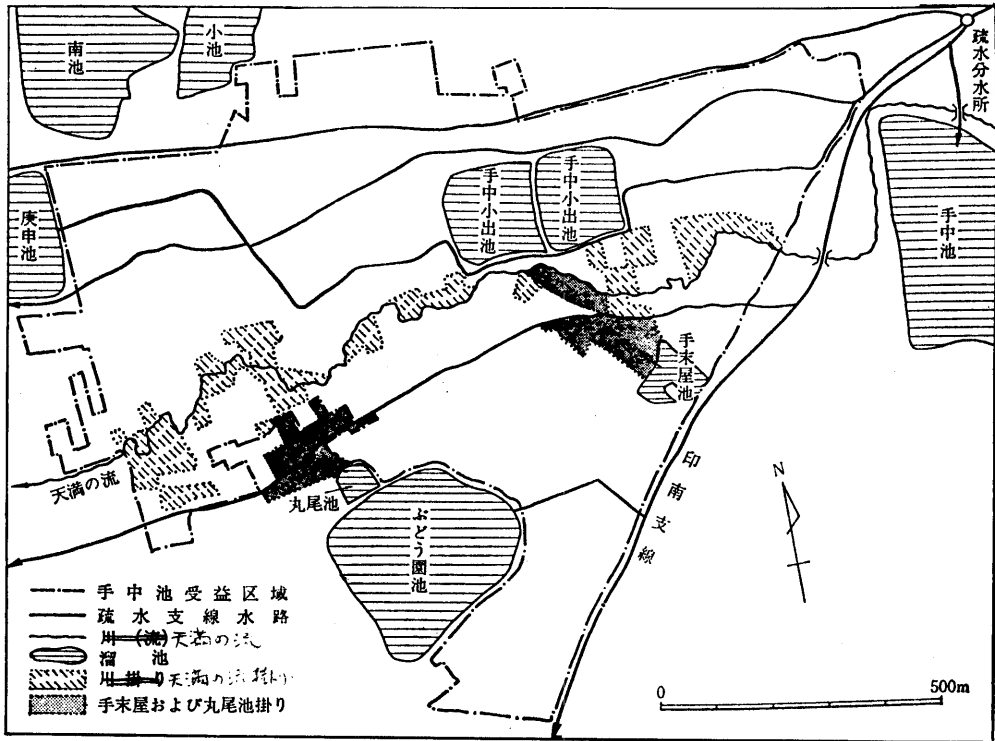 南池
小池
疏水分水所
庚申池
手中小出池
手中小出池
手中池
手末屋池
天満の流
丸尾池
ぶどう園池
印南支線
N
手中池受益区域
疏水支線水路
川(流)天満の流
溜池
川掛り天満の流掛り
手末屋および丸尾池掛り
0 500m